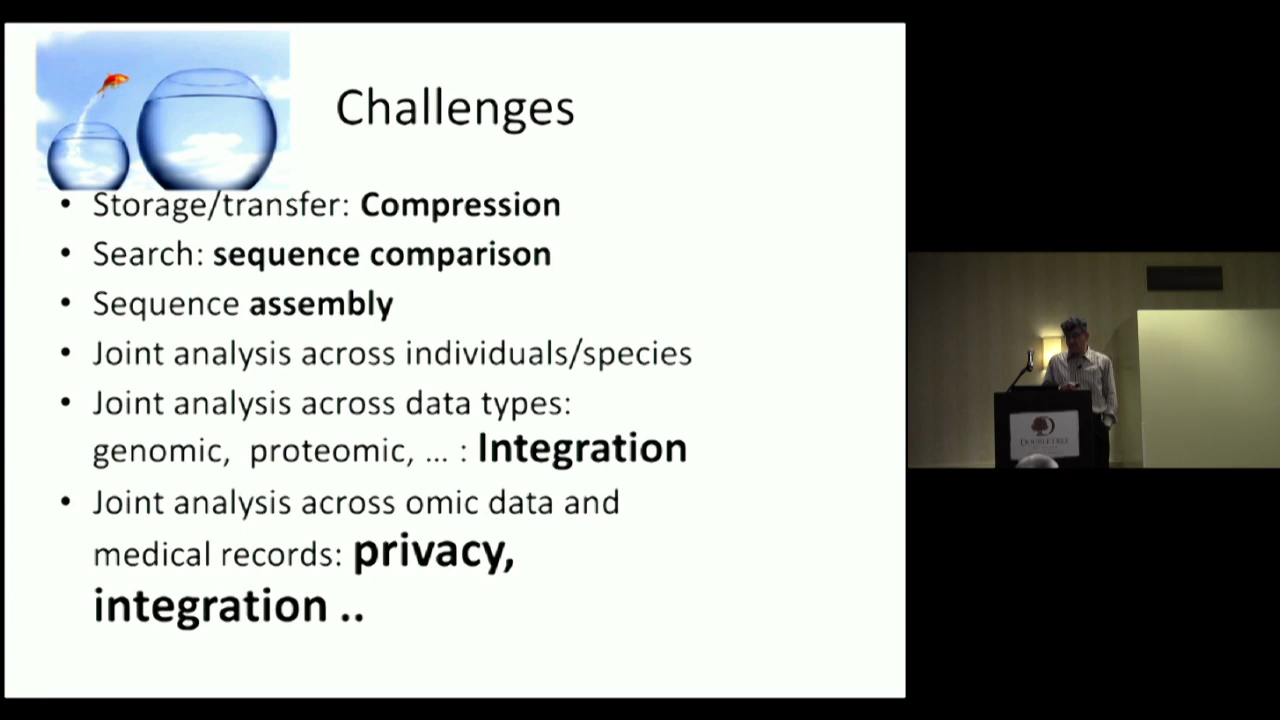 Challenges
• Storage/transfer: Compression
• Search: sequence comparison
• Sequence assembly
• Joint analysis across individuals/species
• Joint analysis across data types:
genomic, proteomic, ... : Integration
• Joint analysis across omic data and
medical records: privacy,
integration ..
DOUBLETREE